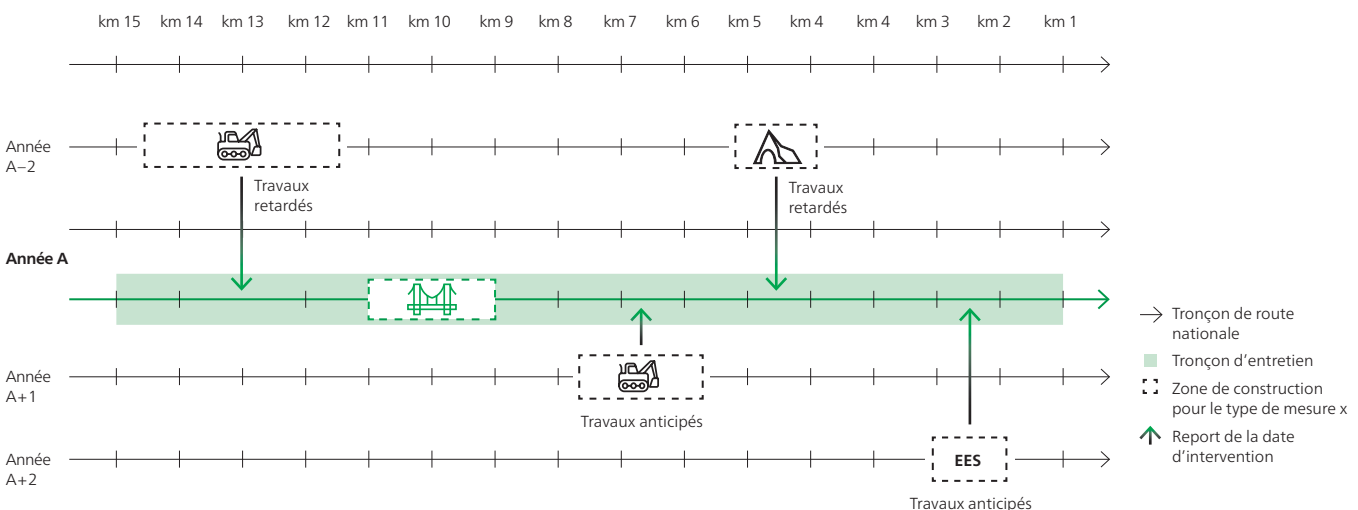 km 15 km 14 km 13 km 12 km 11 km 10 km 9 km 8 km 7 km 6 km 5 km 4 km 4 km 3 km 2 km 1
Année
A–2
Travaux
retardés
Travaux
retardés
Année A
Année
A+1
Travaux anticipés
Année
A+2
EES
Travaux anticipés
Tronçon de route
nationale
Tronçon d’entretien
Zone de construction
pour le type de mesure x
Report de la date
d’intervention